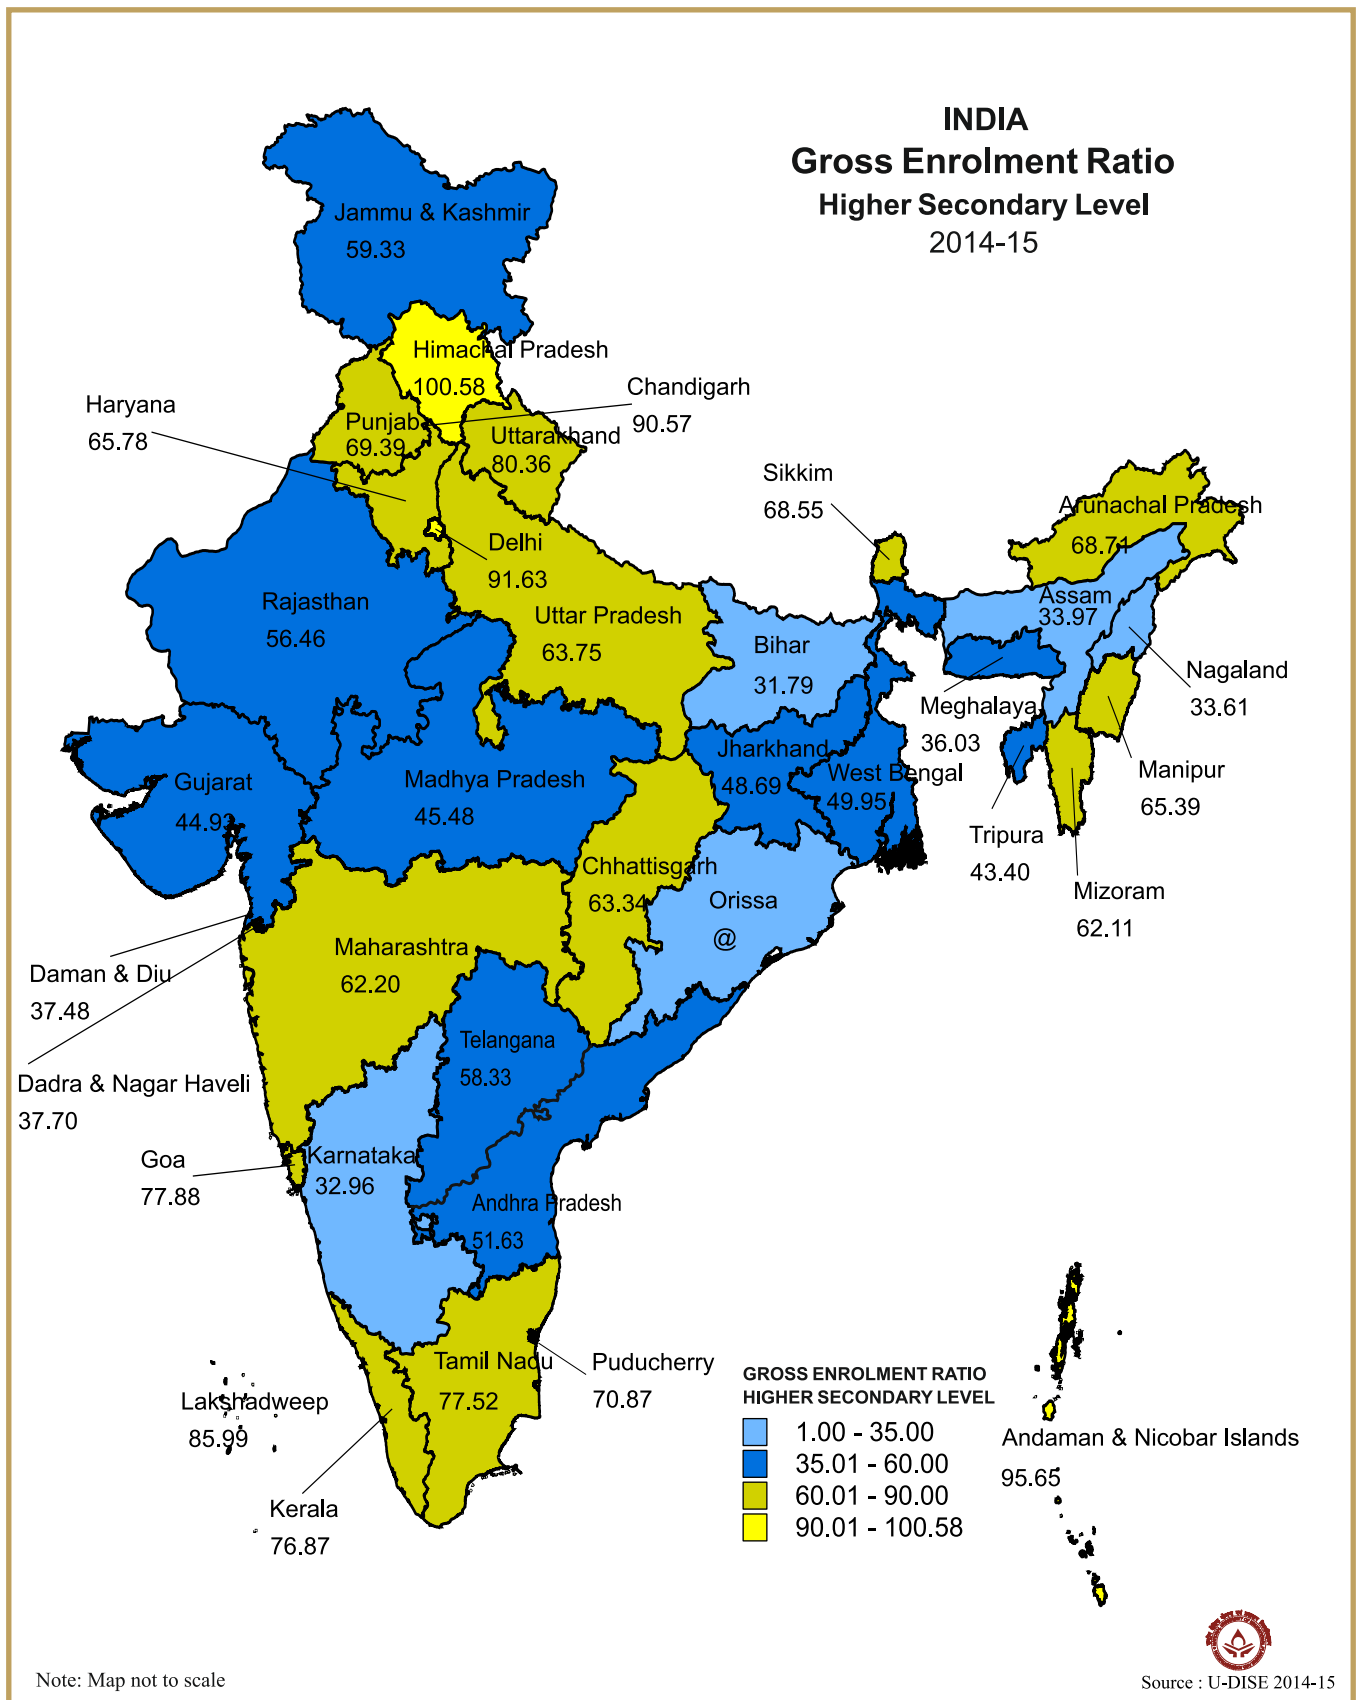 INDIA
Gross Enrolment Ratio
Higher Secondary Level
2014-15
Jammu & Kashmir
59.33
Himachal Pradesh
100.58
Chandigarh
90.57
Haryana
65.78
Punjab
69.39
Uttarakhand
80.36
Sikkim
68.55
Arunachal Pradesh
68.71
Delhi
91.63
Rajasthan
56.46
Uttar Pradesh
63.75
Bihar
31.79
Assam
33.97
Nagaland
33.61
Meghalaya
36.03
Manipur
65.39
Tripura
43.40
Mizoram
62.11
Jharkhand
48.69
West Bengal
49.95
Gujarat
44.93
Madhya Pradesh
45.48
Chhattisgarh
63.34
Orissa
@
Maharashtra
62.20
Daman & Diu
37.48
Dadra & Nagar Haveli
37.70
Telangana
58.33
Goa
77.88
Karnataka
32.96
Andhra Pradesh
51.63
Tamil Nadu
77.52
Puducherry
70.87
Lakshadweep
85.99
Kerala
76.87
Andaman & Nicobar Islands
95.65
GROSS ENROLMENT RATIO
HIGHER SECONDARY LEVEL
1.00 - 35.00
35.01 - 60.00
60.01 - 90.00
90.01 - 100.58
Note: Map not to scale
Source : U-DISE 2014-15